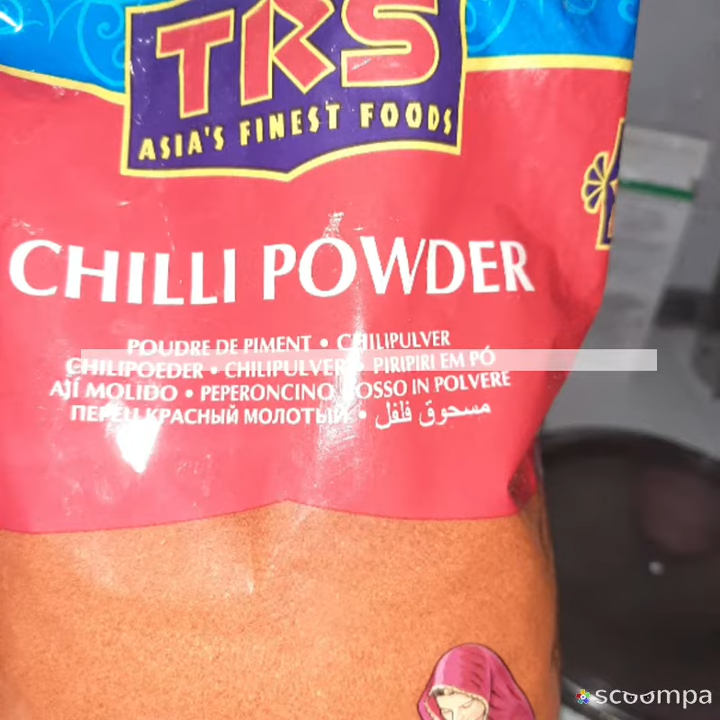 TRS
ASIA'S FINEST FOODS
CHILLI POWDER
POUDRE DE PIMENT • CHILIPULVER
CHILIPOEDER • CHILIPULVER • PIRIPIRI EM PÓ
AJÍ MOLIDO • PEPERONCINO ROSSO IN POLVERE
ПЕРЕЦ КРАСНЫЙ МОЛОТЫЙ • مسحوق فلفل
scoompa